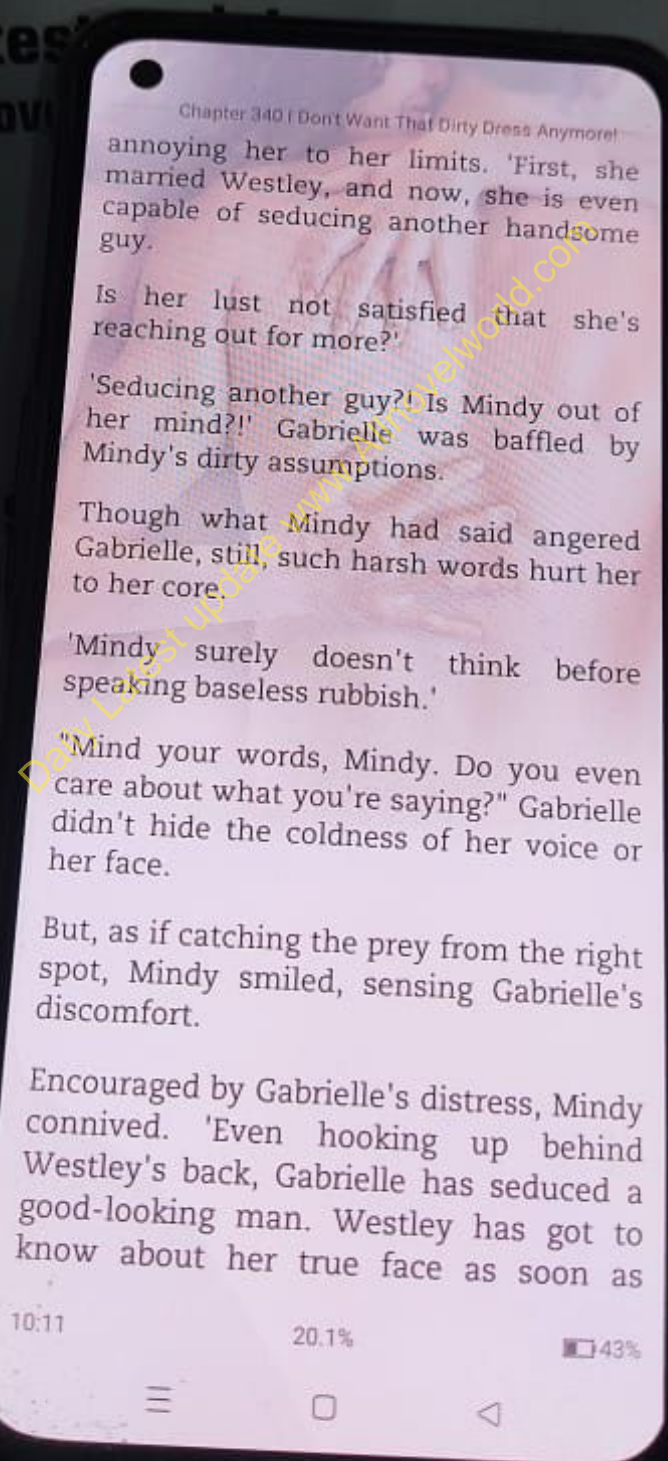 tes
ov
Chapter 340 I Don't Want That Dirty Dress Anymore!
annoying her to her limits. 'First, she
married Westley, and now, she is even
capable of seducing another handsome
guy.
Is her lust not satisfied that she's
reaching out for more?'
'Seducing another guy?! Is Mindy out of
her mind?!' Gabrielle was baffled by
Mindy's dirty assumptions.
Though what Mindy had said angered
Gabrielle, still, such harsh words hurt her
to her core.
'Mindy surely doesn't think before
speaking baseless rubbish.'
"Mind your words, Mindy. Do you even
care about what you're saying?" Gabrielle
didn't hide the coldness of her voice or
her face.
But, as if catching the prey from the right
spot, Mindy smiled, sensing Gabrielle's
discomfort.
Encouraged by Gabrielle's distress, Mindy
connived. 'Even hooking up behind
Westley's back, Gabrielle has seduced a
good-looking man. Westley has got to
know about her true face as soon as
10:11
20.1%
43%
Daily Latest update www.Allnovelworld.com